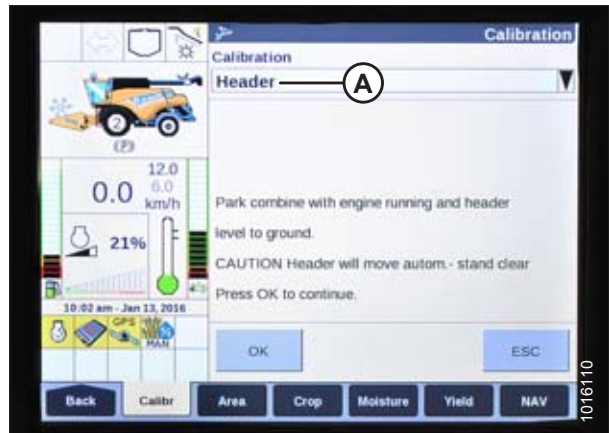 Calibration
Calibration
Header
A
2
(P)
12.0
6.0
0.0 km/h
21%
Park combine with engine running and header
level to ground.
CAUTION Header will move autom.- stand clear
Press OK to continue.
10:02 am - Jan 13, 2016
GPS
MAN
OK
ESC
Back
Calibr
Area
Crop
Moisture
Yield
NAV
1016110